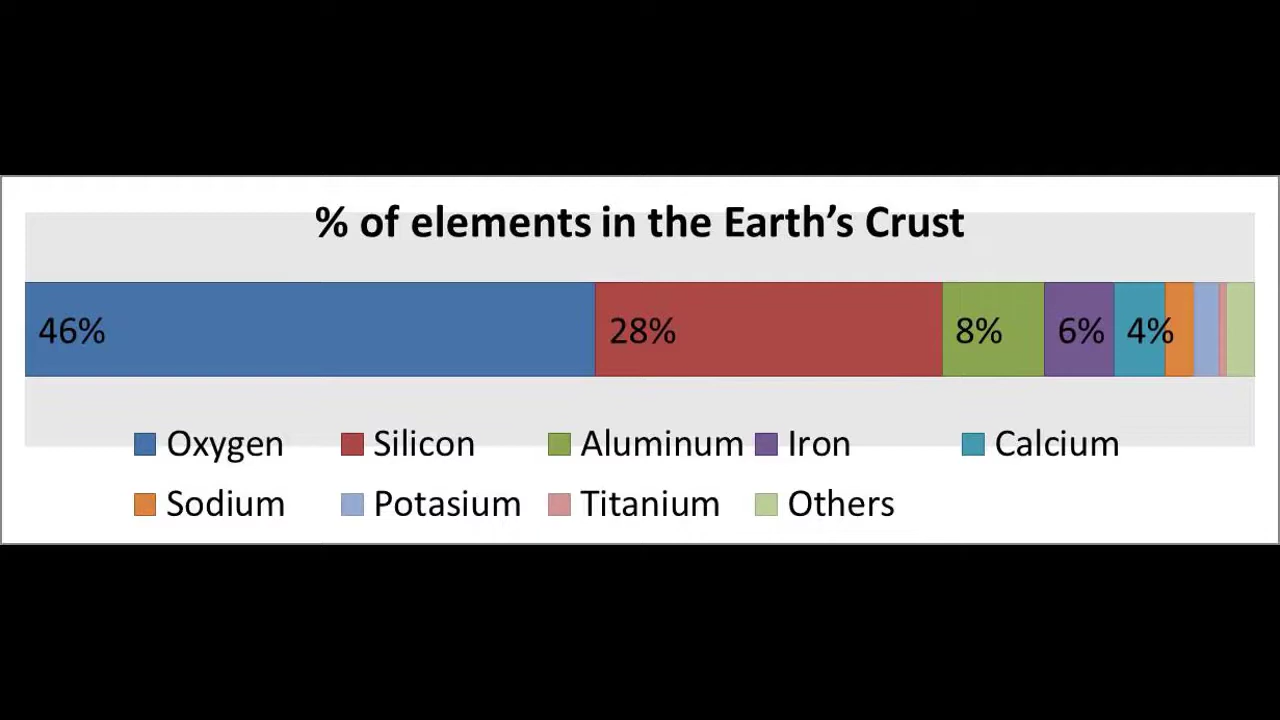 % of elements in the Earth’s Crust
46% 28% 8% 6% 4%
Oxygen Silicon Aluminum Iron Calcium
Sodium Potasium Titanium Others